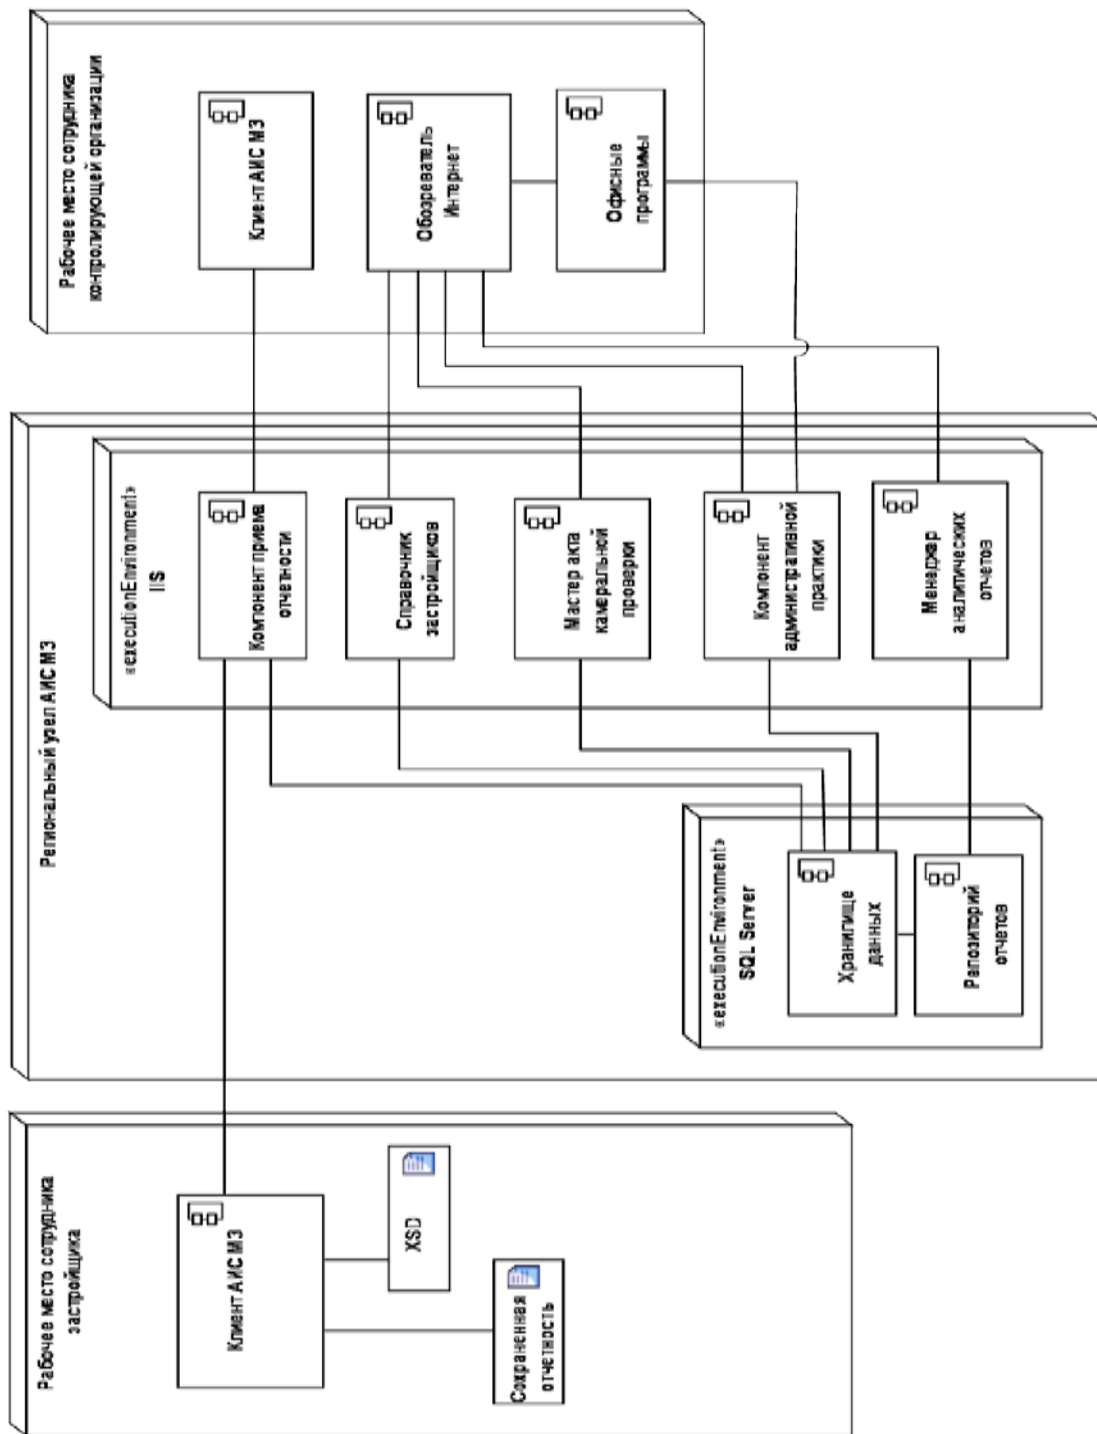 Рабочее место сотрудника
застройщика
Клиент АИС МЗ
XSD
Сохраненная
отчетность
Региональный узел АИС МЗ
«executionEnvironment»
IIS
Компонент приема
отчетности
Справочник
застройщиков
Мастер акта
камеральной
проверки
Компонент
административной
практики
Менеджер
аналитических
отчетов
«executionEnvironment»
SQL Server
Хранилище
данных
Репозиторий
отчетов
Рабочее место сотрудника
контролирующей организации
Клиент АИС МЗ
Обозреватель
Интернет
Офисные
программы